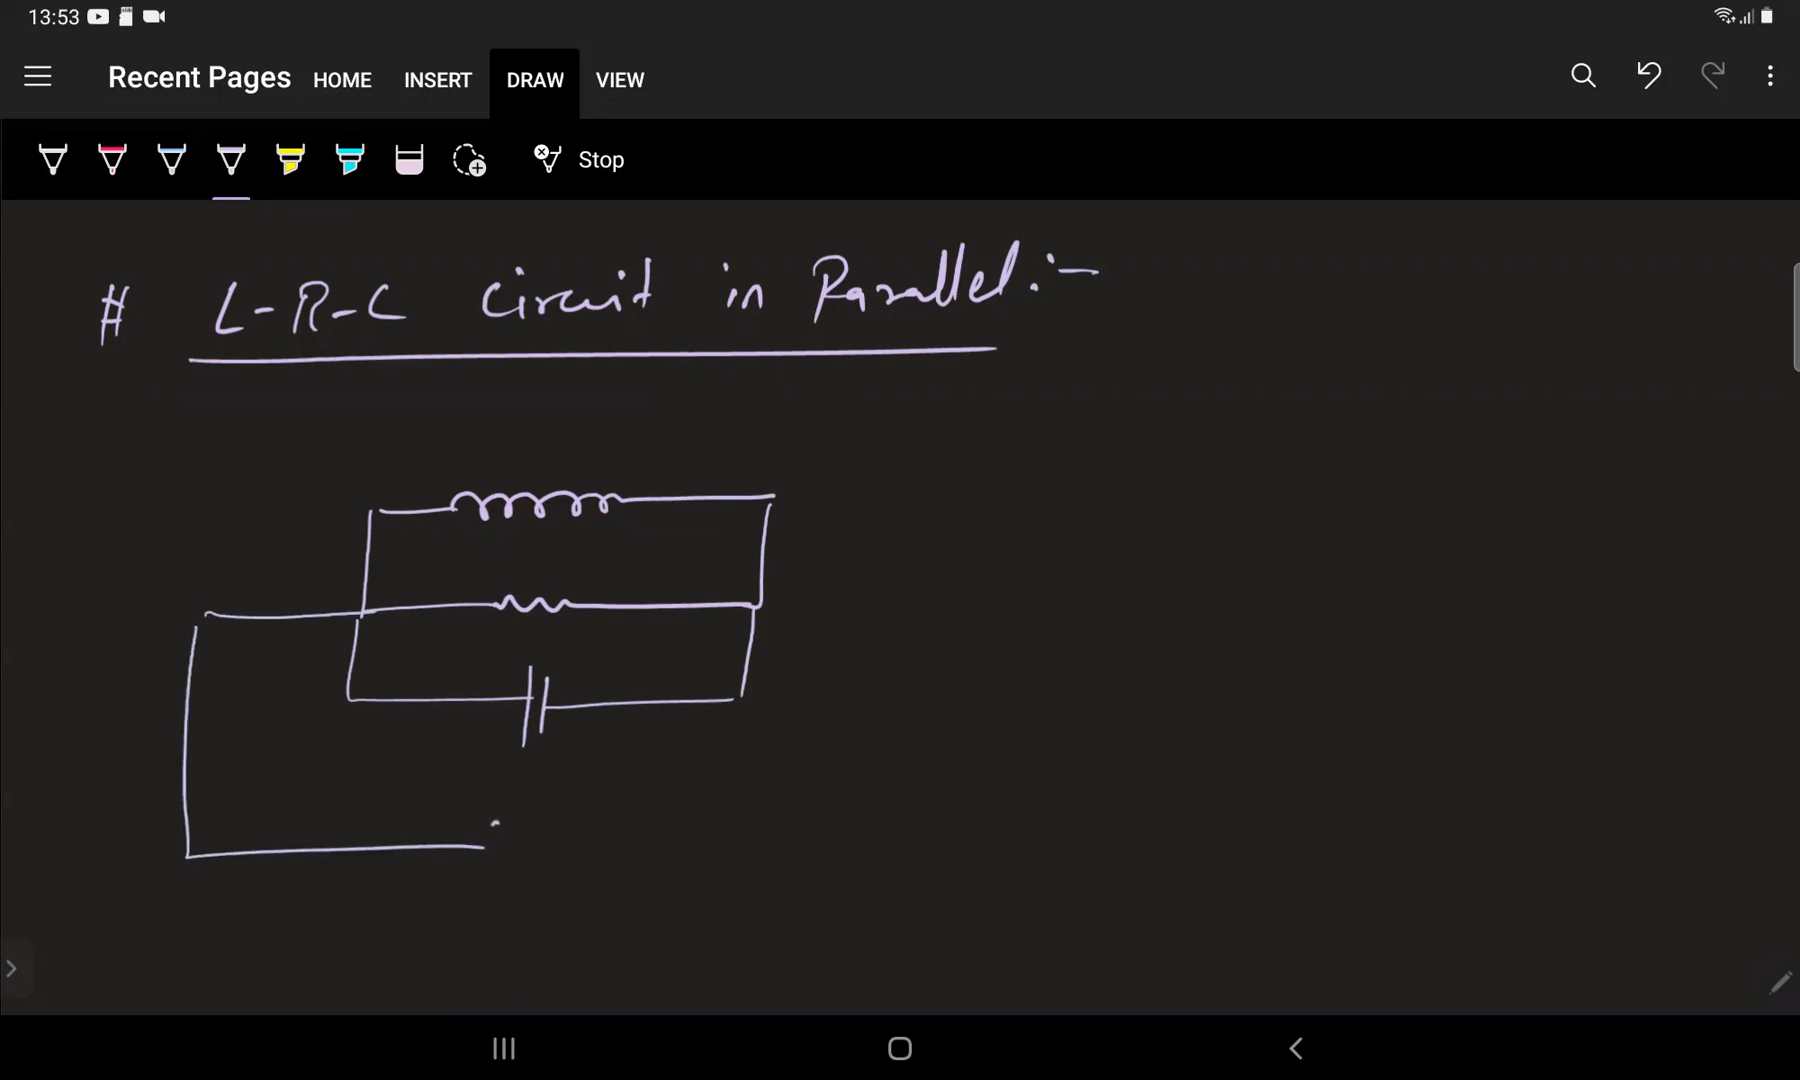 13:53
Recent Pages HOME INSERT DRAW VIEW
Stop
# L-R-C Circuit in Parallel :-